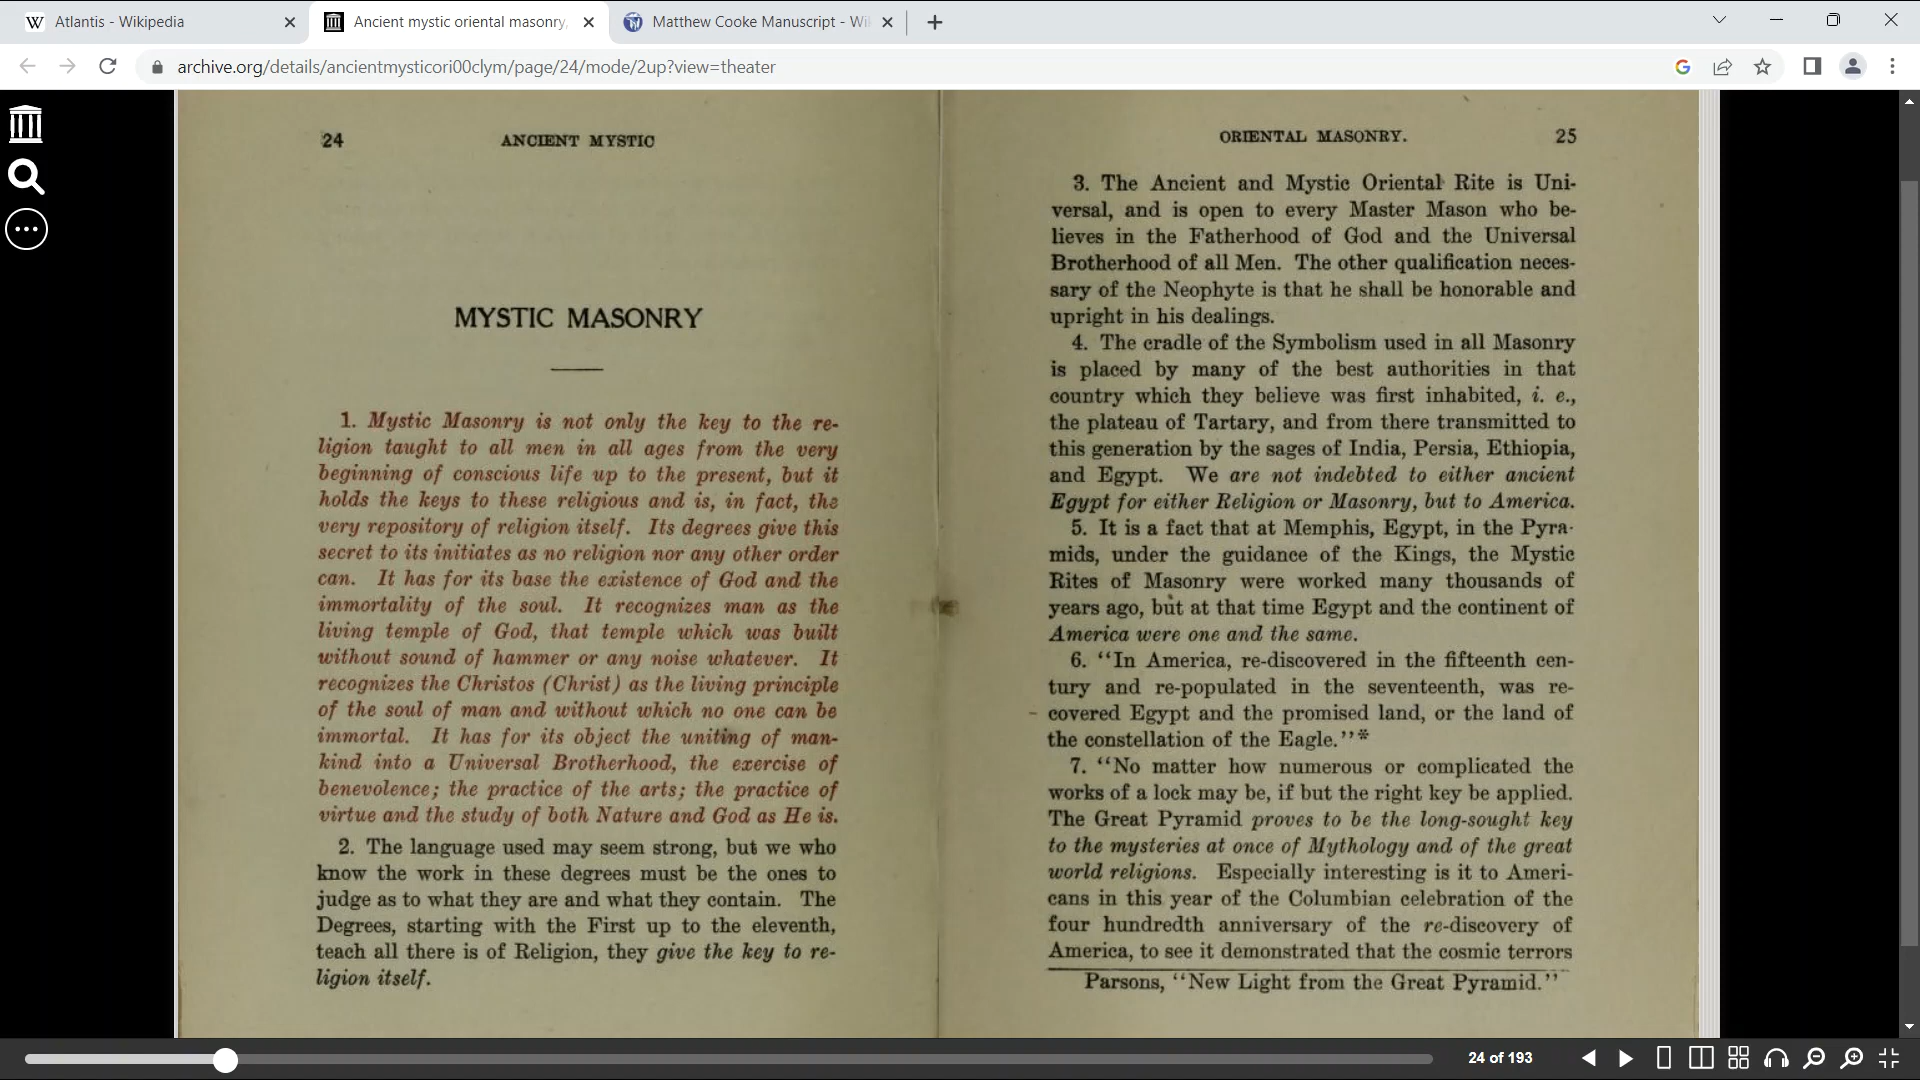 Atlantis - Wikipedia
Ancient mystic oriental masonry,
Matthew Cooke Manuscript - Wi
archive.org/details/ancientmysticori00clym/page/24/mode/2up?view=theater
24 ANCIENT MYSTIC
MYSTIC MASONRY
1. Mystic Masonry is not only the key to the re-
ligion taught to all men in all ages from the very
beginning of conscious life up to the present, but it
holds the keys to these religious and is, in fact, the
very repository of religion itself. Its degrees give this
secret to its initiates as no religion nor any other order
can. It has for its base the existence of God and the
immortality of the soul. It recognizes man as the
living temple of God, that temple which was built
without sound of hammer or any noise whatever. It
recognizes the Christos (Christ) as the living principle
of the soul of man and without which no one can be
immortal. It has for its object the uniting of man-
kind into a Universal Brotherhood, the exercise of
benevolence; the practice of the arts; the practice of
virtue and the study of both Nature and God as He is.
2. The language used may seem strong, but we who
know the work in these degrees must be the ones to
judge as to what they are and what they contain. The
Degrees, starting with the First up to the eleventh,
teach all there is of Religion, they give the key to re-
ligion itself.
ORIENTAL MASONRY. 25
3. The Ancient and Mystic Oriental Rite is Uni-
versal, and is open to every Master Mason who be-
lieves in the Fatherhood of God and the Universal
Brotherhood of all Men. The other qualification neces-
sary of the Neophyte is that he shall be honorable and
upright in his dealings.
4. The cradle of the Symbolism used in all Masonry
is placed by many of the best authorities in that
country which they believe was first inhabited, i. e.,
the plateau of Tartary, and from there transmitted to
this generation by the sages of India, Persia, Ethiopia,
and Egypt. We are not indebted to either ancient
Egypt for either Religion or Masonry, but to America.
5. It is a fact that at Memphis, Egypt, in the Pyra-
mids, under the guidance of the Kings, the Mystic
Rites of Masonry were worked many thousands of
years ago, but at that time Egypt and the continent of
America were one and the same.
6. "In America, re-discovered in the fifteenth cen-
tury and re-populated in the seventeenth, was re-
covered Egypt and the promised land, or the land of
the constellation of the Eagle."*
7. "No matter how numerous or complicated the
works of a lock may be, if but the right key be applied.
The Great Pyramid proves to be the long-sought key
to the mysteries at once of Mythology and of the great
world religions. Especially interesting is it to Ameri-
cans in this year of the Columbian celebration of the
four hundredth anniversary of the re-discovery of
America, to see it demonstrated that the cosmic terrors
Parsons, "New Light from the Great Pyramid."
24 of 193